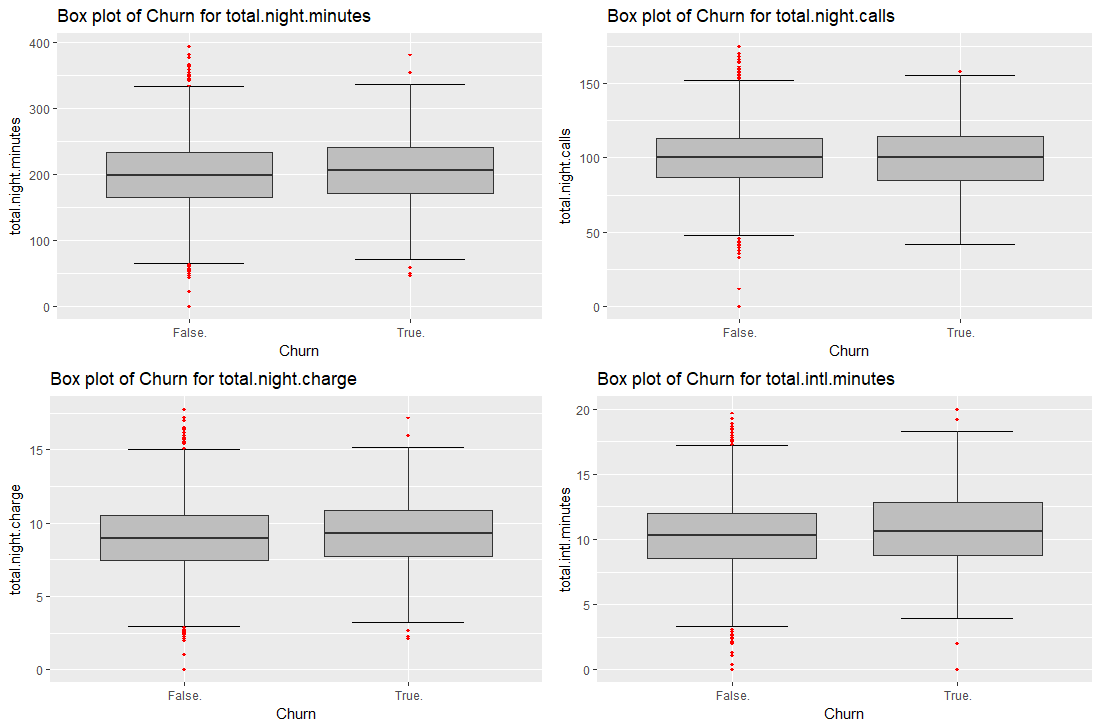 Box plot of Churn for total.night.minutes
total.night.minutes
400
300
200
100
0
False.
True.
Churn
Box plot of Churn for total.night.calls
total.night.calls
150
100
50
0
False.
True.
Churn
Box plot of Churn for total.night.charge
total.night.charge
15
10
5
0
False.
True.
Churn
Box plot of Churn for total.intl.minutes
total.intl.minutes
20
15
10
5
0
False.
True.
Churn